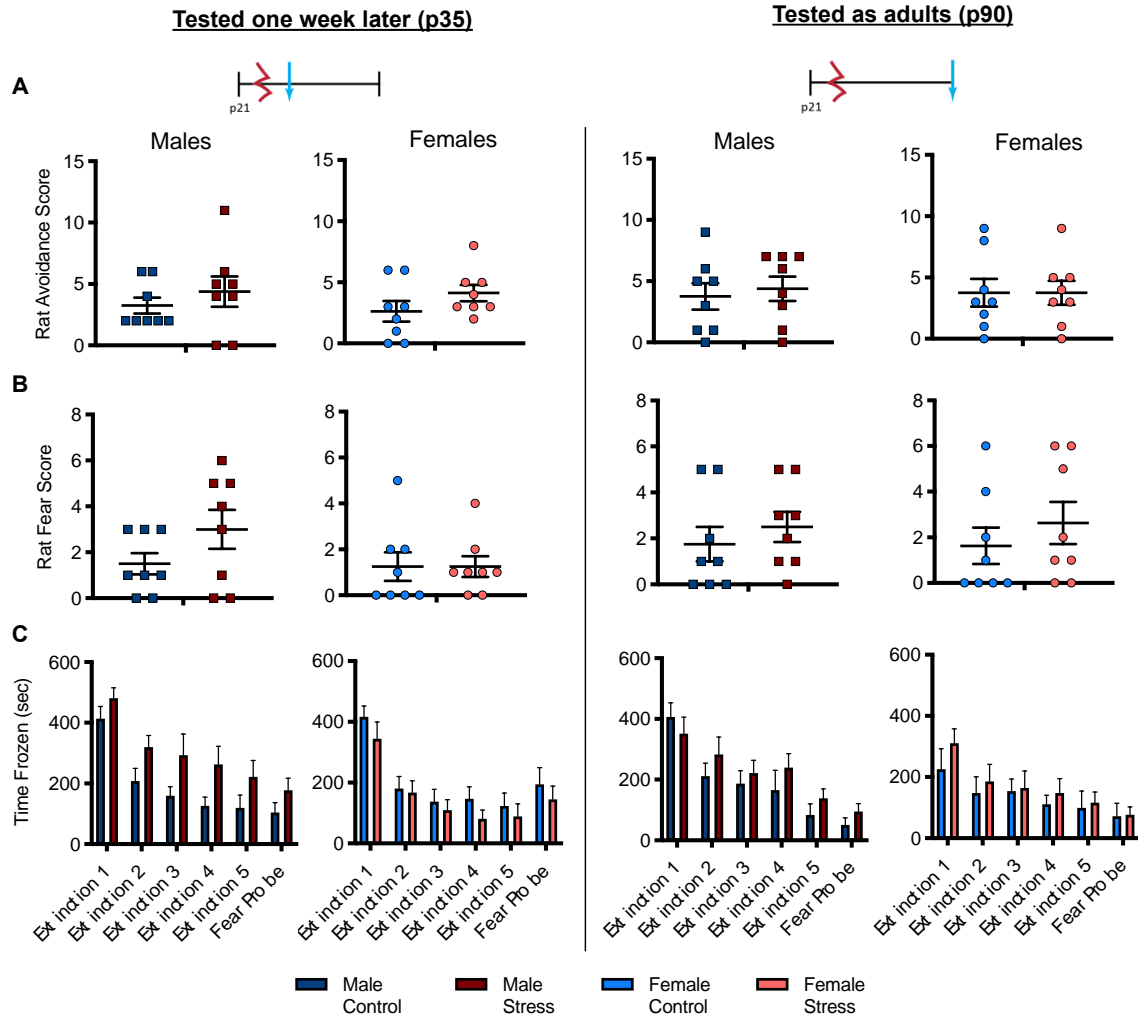 Tested one week later (p35)
Tested as adults (p90)
A
p21
p21
Males
Females
Males
Females
Rat Avoidance Score
15
10
5
0
15
10
5
0
15
10
5
0
15
10
5
0
B
Rat Fear Score
8
6
4
2
0
8
6
4
2
0
8
6
4
2
0
8
6
4
2
0
C
Time Frozen (sec)
600
400
200
0
600
400
200
0
600
400
200
0
600
400
200
0
Ext inction 1
Ext inction 2
Ext inction 3
Ext inction 4
Ext inction 5
Fear Pro be
Ext inction 1
Ext inction 2
Ext inction 3
Ext inction 4
Ext inction 5
Fear Pro be
Ext inction 1
Ext inction 2
Ext inction 3
Ext inction 4
Ext inction 5
Fear Pro be
Ext inction 1
Ext inction 2
Ext inction 3
Ext inction 4
Ext inction 5
Fear Pro be
Male
Control
Male
Stress
Female
Control
Female
Stress